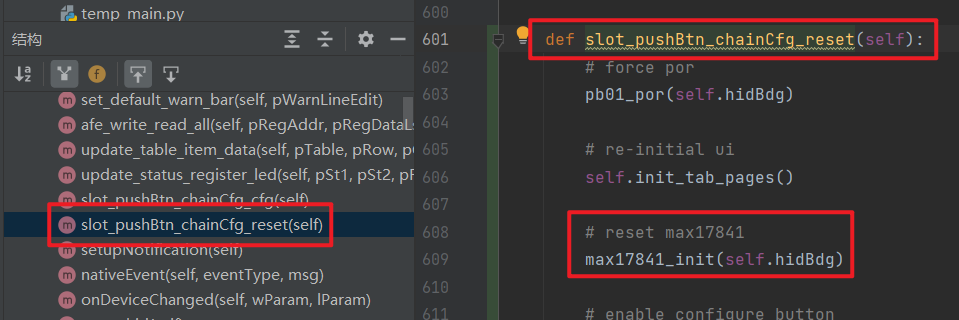 temp_main.py
结构
set_default_warn_bar(self, pWarnLineEdit)
afe_write_read_all(self, pRegAddr, pRegDataLs
update_table_item_data(self, pTable, pRow, p
update_status_register_led(self, pSt1, pSt2, p
slot_pushBtn_chainCfg_cfg(self)
slot_pushBtn_chainCfg_reset(self)
setupNotification(self)
nativeEvent(self, eventType, msg)
onDeviceChanged(self, wParam, lParam)
600
601 def slot_pushBtn_chainCfg_reset(self):
602 # force por
603 pb01_por(self.hidBdg)
604
605 # re-initial ui
606 self.init_tab_pages()
607
608 # reset max17841
609 max17841_init(self.hidBdg)
610
611 # enable configure button